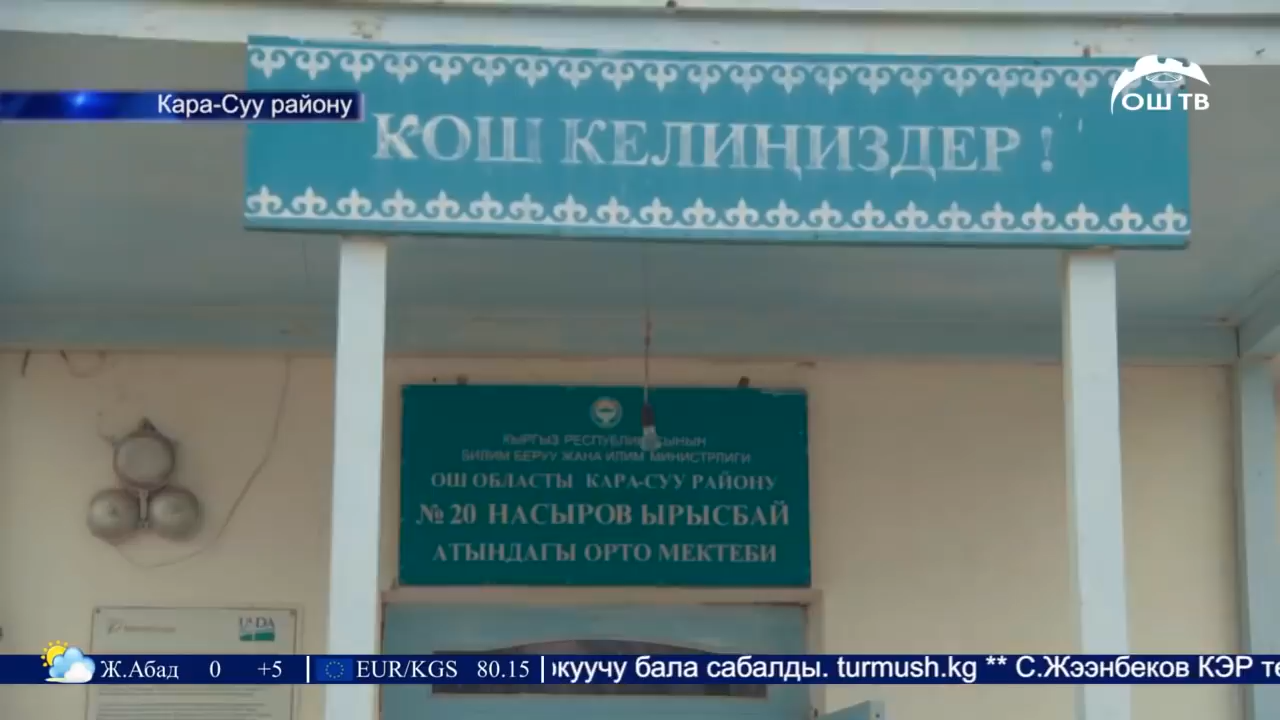 ОШ ТВ
Кара-Суу району
КОШ КЕЛИҢИЗДЕР !
КЫРГЫЗ РЕСПУБЛИКАСЫНЫН
БИЛИМ БЕРУУ ЖАНА ИЛИМ МИНИСТРЛИГИ
ОШ ОБЛАСТЫ КАРА-СУУ РАЙОНУ
№ 20 НАСЫРОВ ЫРЫСБАЙ
АТЫНДАГЫ ОРТО МЕКТЕБИ
USDA
Ж.Абад 0 +5 EUR/KGS 80.15 окуучу бала сабалды. turmush.kg ** С.Жээнбеков КЭР те